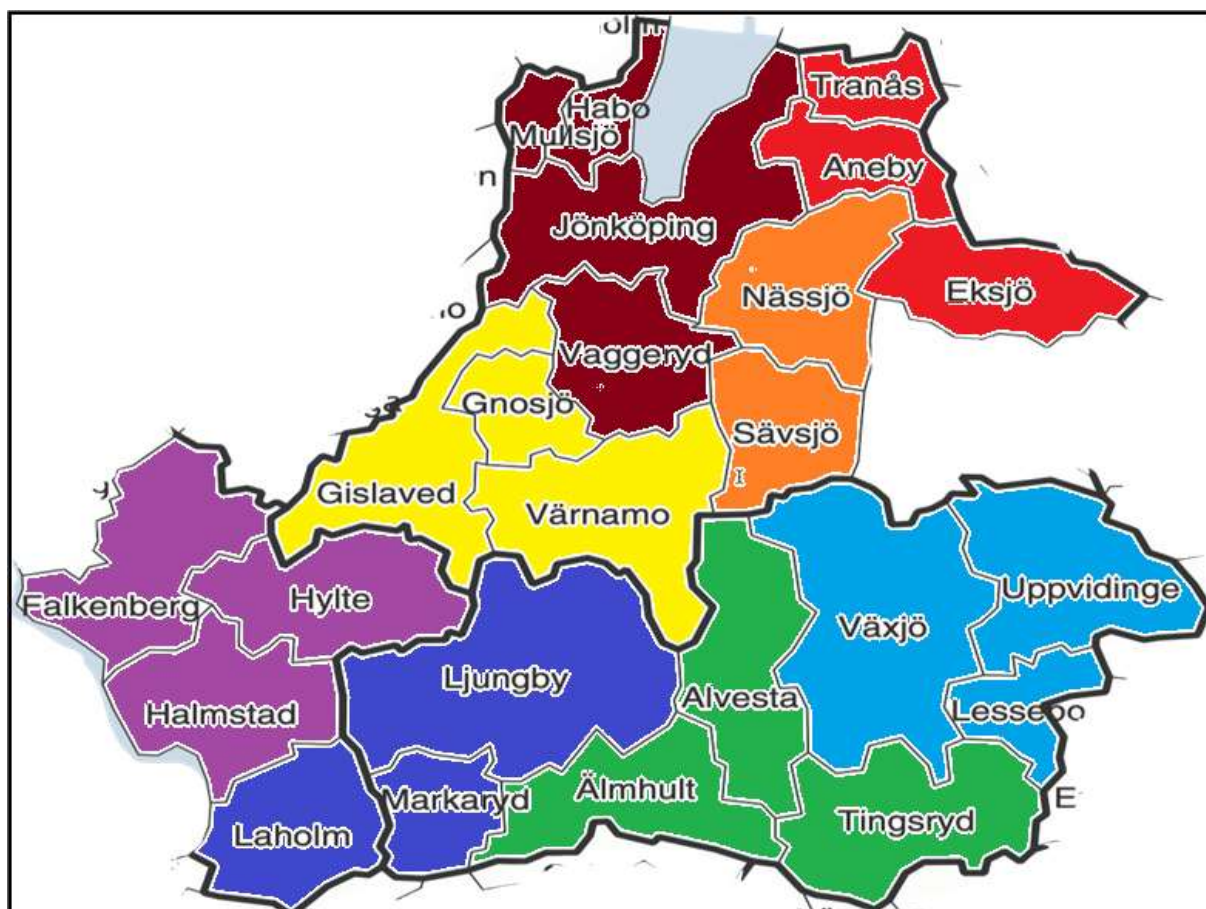 Tranås
Habo
Mullsjö
Aneby
Jönköping
Nässjö
Eksjö
Vaggeryd
Gnosjö
Sävsjö
Gislaved
Värnamo
Uppvidinge
Falkenberg
Hylte
Växjö
Ljungby
Alvesta
Halmstad
Lessebo
Älmhult
Markaryd
Tingsryd
Laholm